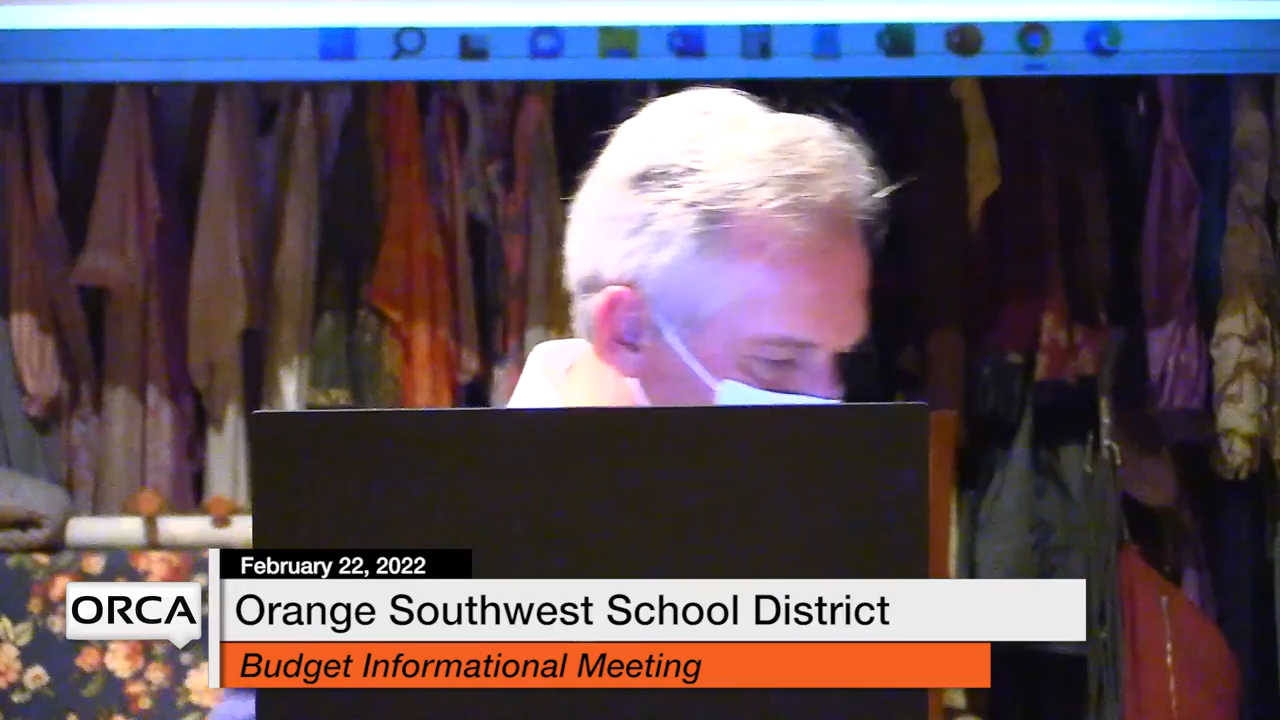 February 22, 2022
ORCA
Orange Southwest School District
Budget Informational Meeting